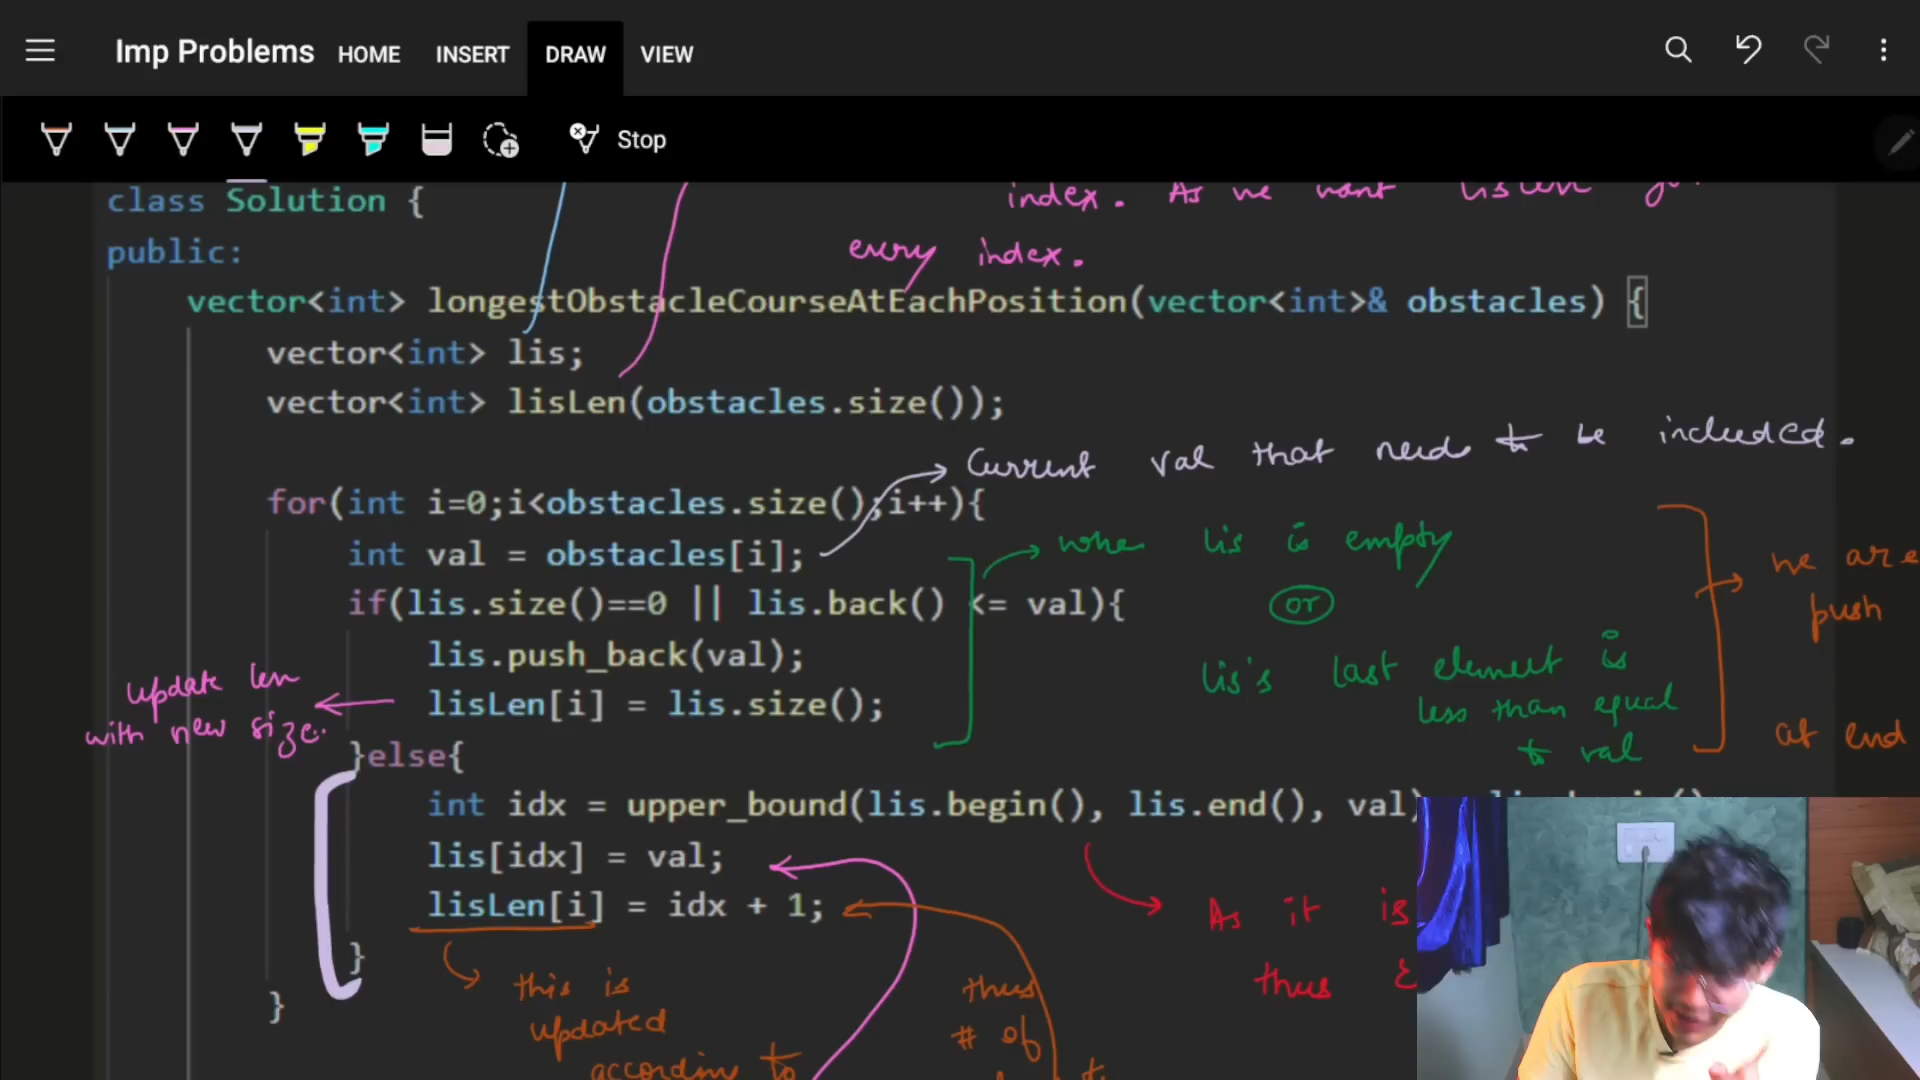 Imp Problems HOME INSERT DRAW VIEW
Stop
index. As we want
every index.
class Solution {
public:
vector<int> longestObstacleCourseAtEachPosition(vector<int>& obstacles) {
vector<int> lis;
vector<int> lisLen(obstacles.size());
Current val that need to be included.
for(int i=0;i<obstacles.size();i++){
int val = obstacles[i];
when lis is empty
or
lis's last element is
less than equal
to val
we are
push
at end
if(lis.size()==0 || lis.back() <= val){
lis.push_back(val);
lisLen[i] = lis.size();
update len
with new size.
}else{
int idx = upper_bound(lis.begin(), lis.end(), val)
lis[idx] = val;
lisLen[i] = idx + 1;
}
}
As it is
thus
this is
updated
according to
thus
# of